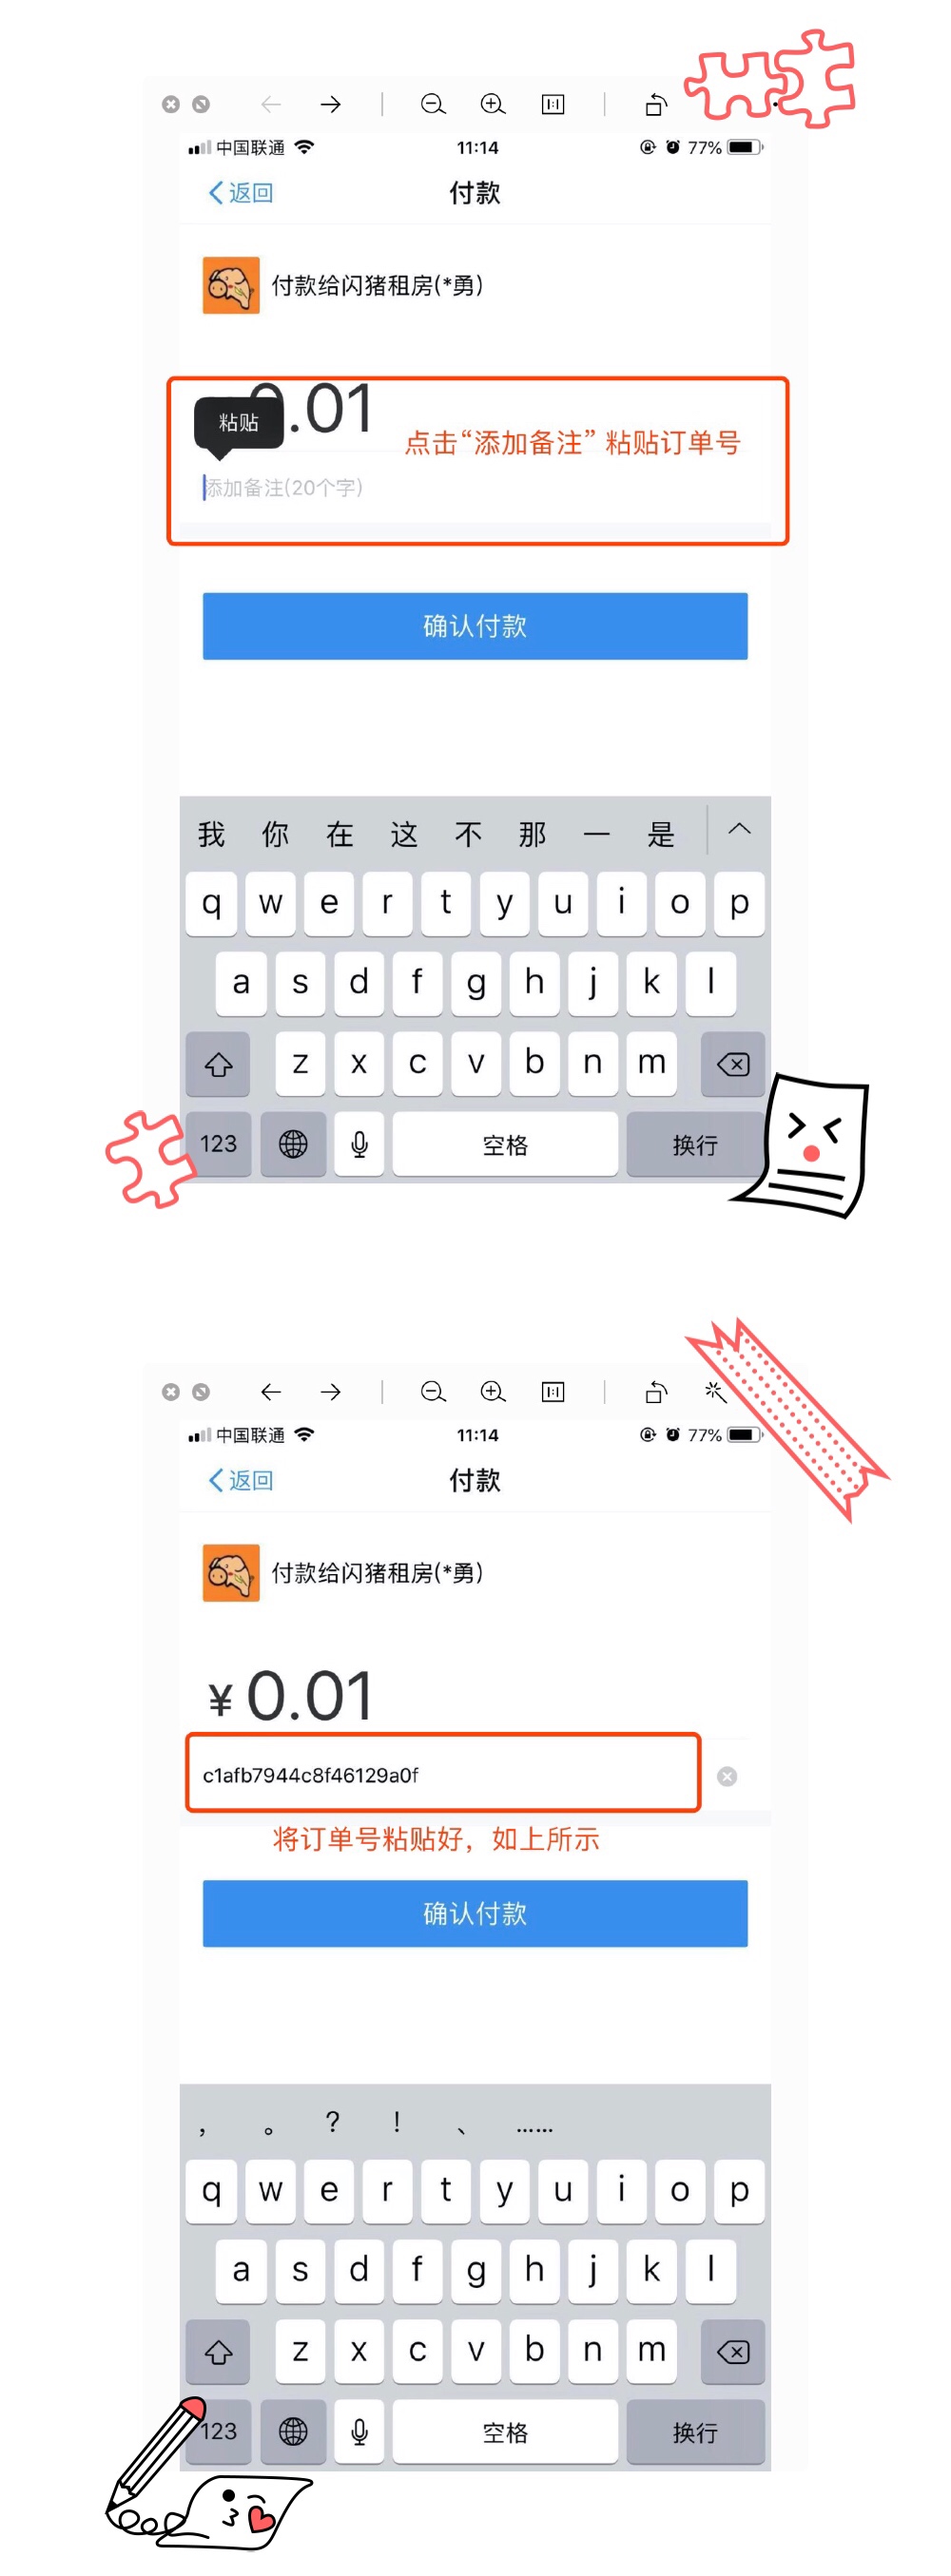 中国联通 11:14 77%
返回 付款
付款给闪猪租房(*勇)
0.01
粘贴
点击“添加备注” 粘贴订单号
添加备注(20个字)
确认付款
我 你 在 这 不 那 一 是
q w e r t y u i o p
a s d f g h j k l
z x c v b n m
123 空格 换行
中国联通 11:14 77%
返回 付款
付款给闪猪租房(*勇)
¥ 0.01
c1afb7944c8f46129a0f
将订单号粘贴好，如上所示
确认付款
， 。 ? ! 、 ……
q w e r t y u i o p
a s d f g h j k l
z x c v b n m
123 空格 换行